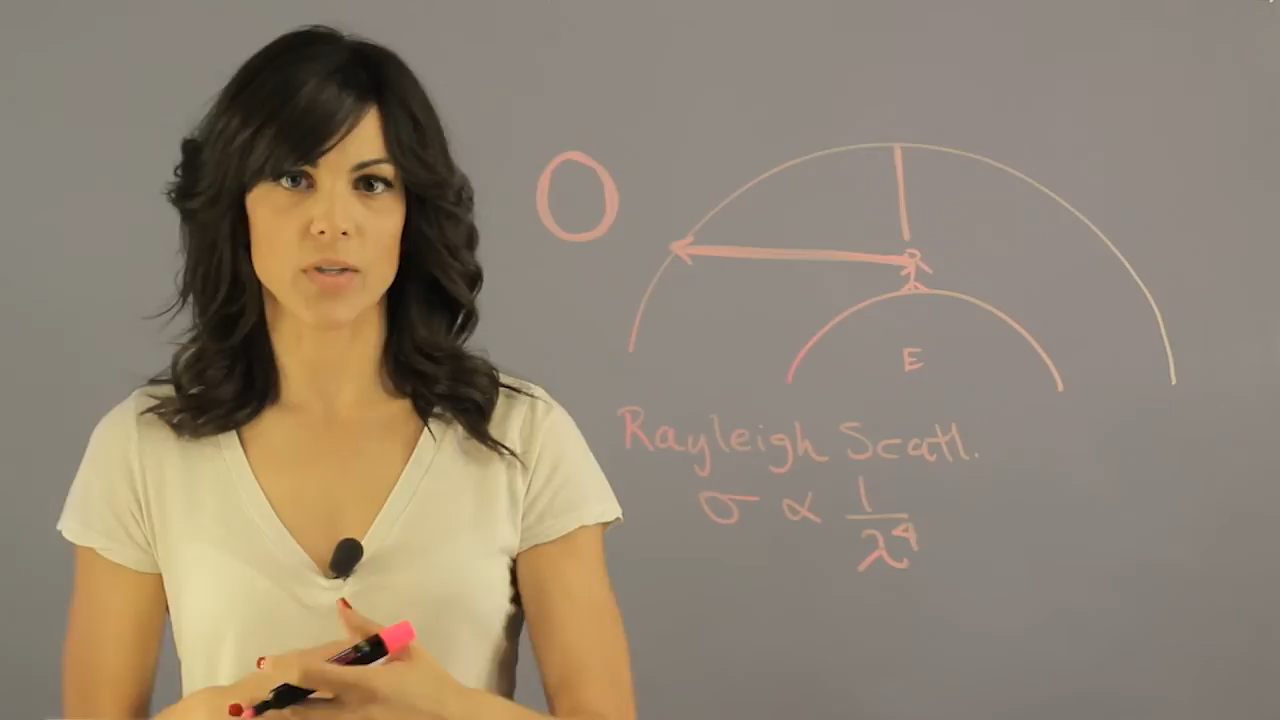 E
Rayleigh Scatt.
σ ∝ 1/λ⁴